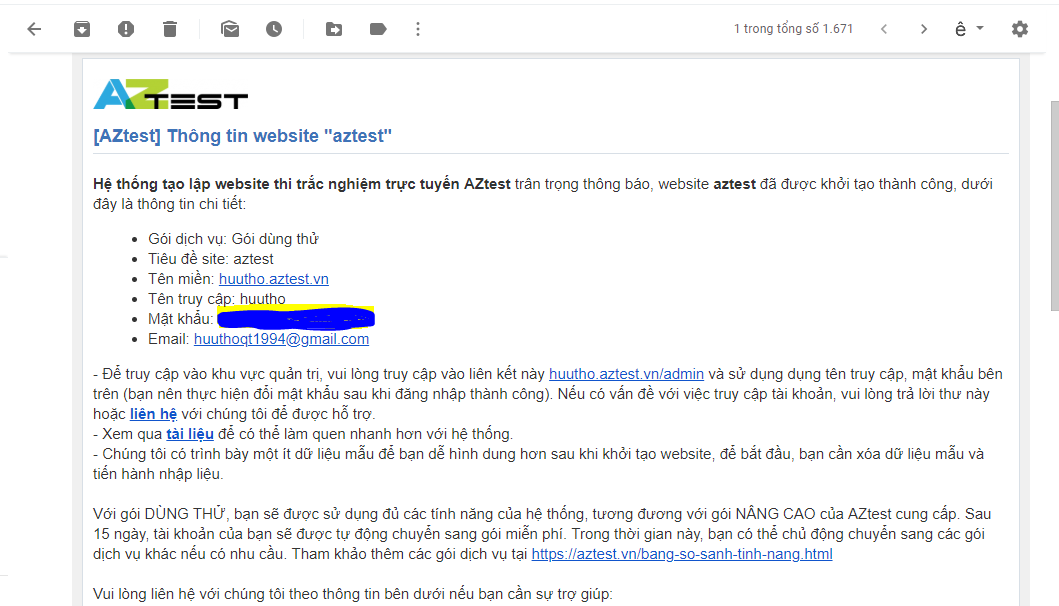 1 trong tổng số 1.671
ê
AZTEST
[AZtest] Thông tin website "aztest"
Hệ thống tạo lập website thi trắc nghiệm trực tuyến AZtest trân trọng thông báo, website aztest đã được khởi tạo thành công, dưới
đây là thông tin chi tiết:
Gói dịch vụ: Gói dùng thử
Tiêu đề site: aztest
Tên miền: huutho.aztest.vn
Tên truy cập: huutho
Mật khẩu:
Email: huuthoqt1994@gmail.com
- Để truy cập vào khu vực quản trị, vui lòng truy cập vào liên kết này huutho.aztest.vn/admin và sử dụng dụng tên truy cập, mật khẩu bên
trên (bạn nên thực hiện đổi mật khẩu sau khi đăng nhập thành công). Nếu có vấn đề với việc truy cập tài khoản, vui lòng trả lời thư này
hoặc liên hệ với chúng tôi để được hỗ trợ.
- Xem qua tài liệu để có thể làm quen nhanh hơn với hệ thống.
- Chúng tôi có trình bày một ít dữ liệu mẫu để bạn dễ hình dung hơn sau khi khởi tạo website, để bắt đầu, bạn cần xóa dữ liệu mẫu và
tiến hành nhập liệu.
Với gói DÙNG THỬ, bạn sẽ được sử dụng đủ các tính năng của hệ thống, tương đương với gói NÂNG CAO của AZtest cung cấp. Sau
15 ngày, tài khoản của bạn sẽ được tự động chuyển sang gói miễn phí. Trong thời gian này, bạn có thể chủ động chuyển sang các gói
dịch vụ khác nếu có nhu cầu. Tham khảo thêm các gói dịch vụ tại https://aztest.vn/bang-so-sanh-tinh-nang.html
Vui lòng liên hệ với chúng tôi theo thông tin bên dưới nếu bạn cần sự trợ giúp: